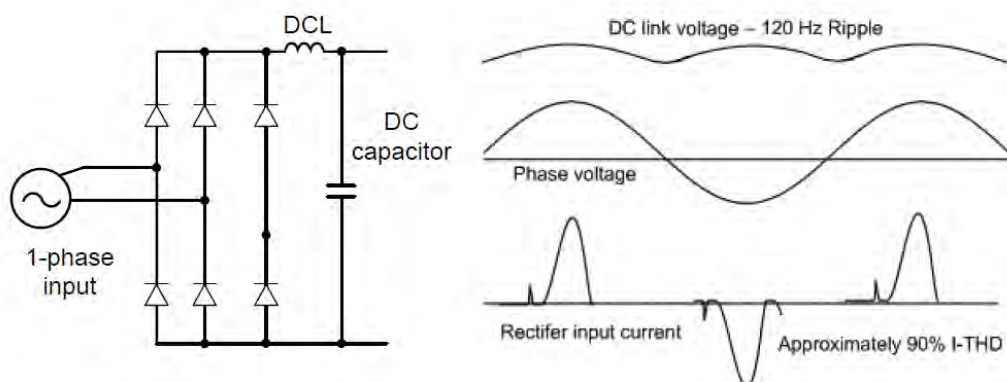 DCL
DC
capacitor
1-phase
input
DC link voltage – 120 Hz Ripple
Phase voltage
Rectifer input current
Approximately 90% I-THD